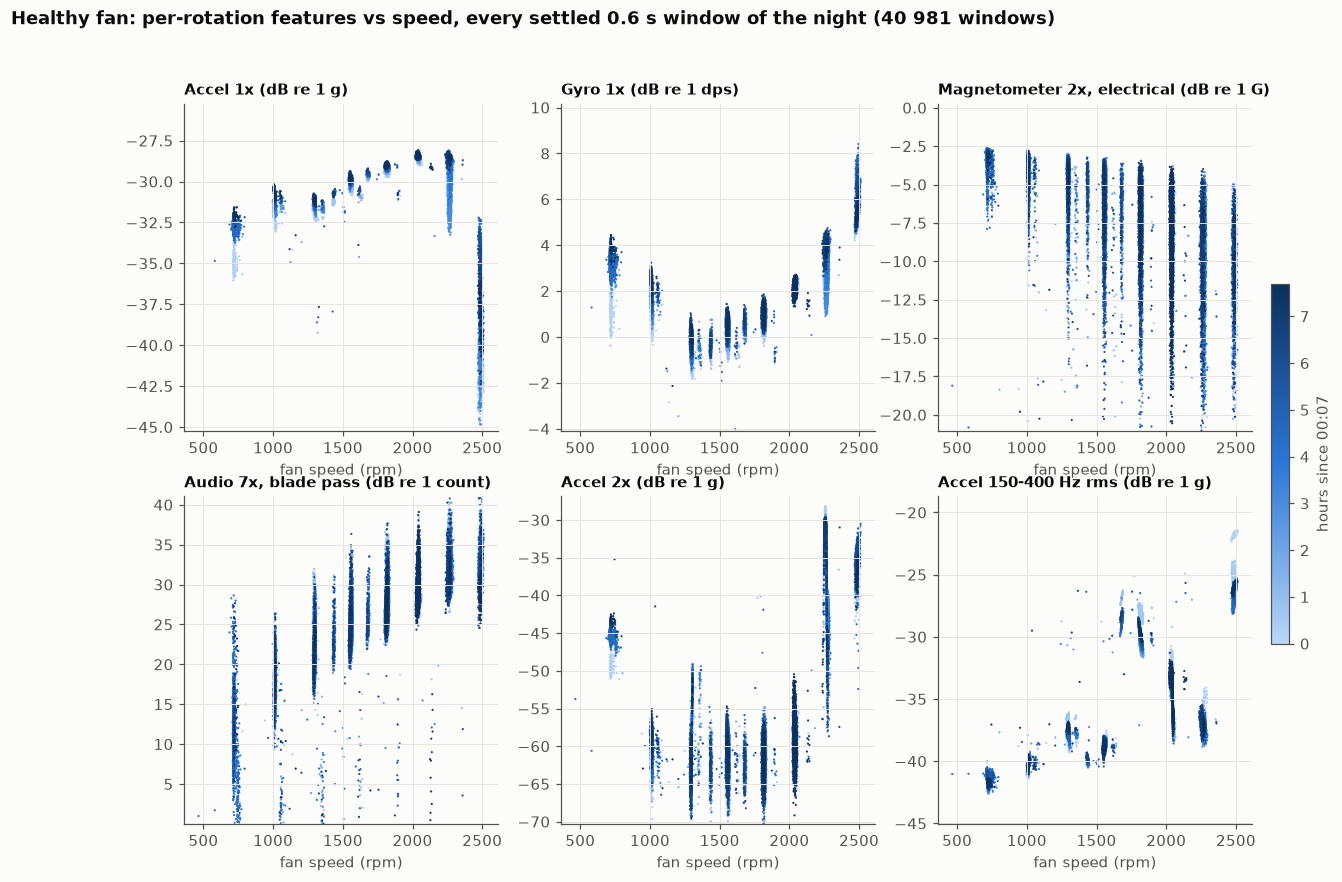 Healthy fan: per-rotation features vs speed, every settled 0.6 s window of the night (40 981 windows)
Accel 1x (dB re 1 g)
−27.5
−30.0
−32.5
−35.0
−37.5
−40.0
−42.5
−45.0
500 1000 1500 2000 2500
fan speed (rpm)
Gyro 1x (dB re 1 dps)
10
8
6
4
2
0
−2
−4
500 1000 1500 2000 2500
fan speed (rpm)
Magnetometer 2x, electrical (dB re 1 G)
0.0
−2.5
−5.0
−7.5
−10.0
−12.5
−15.0
−17.5
−20.0
500 1000 1500 2000 2500
fan speed (rpm)
Audio 7x, blade pass (dB re 1 count)
40
35
30
25
20
15
10
5
500 1000 1500 2000 2500
fan speed (rpm)
Accel 2x (dB re 1 g)
−30
−35
−40
−45
−50
−55
−60
−65
−70
500 1000 1500 2000 2500
fan speed (rpm)
Accel 150-400 Hz rms (dB re 1 g)
−20
−25
−30
−35
−40
−45
500 1000 1500 2000 2500
fan speed (rpm)
7
6
5
4
3
2
1
0
hours since 00:07